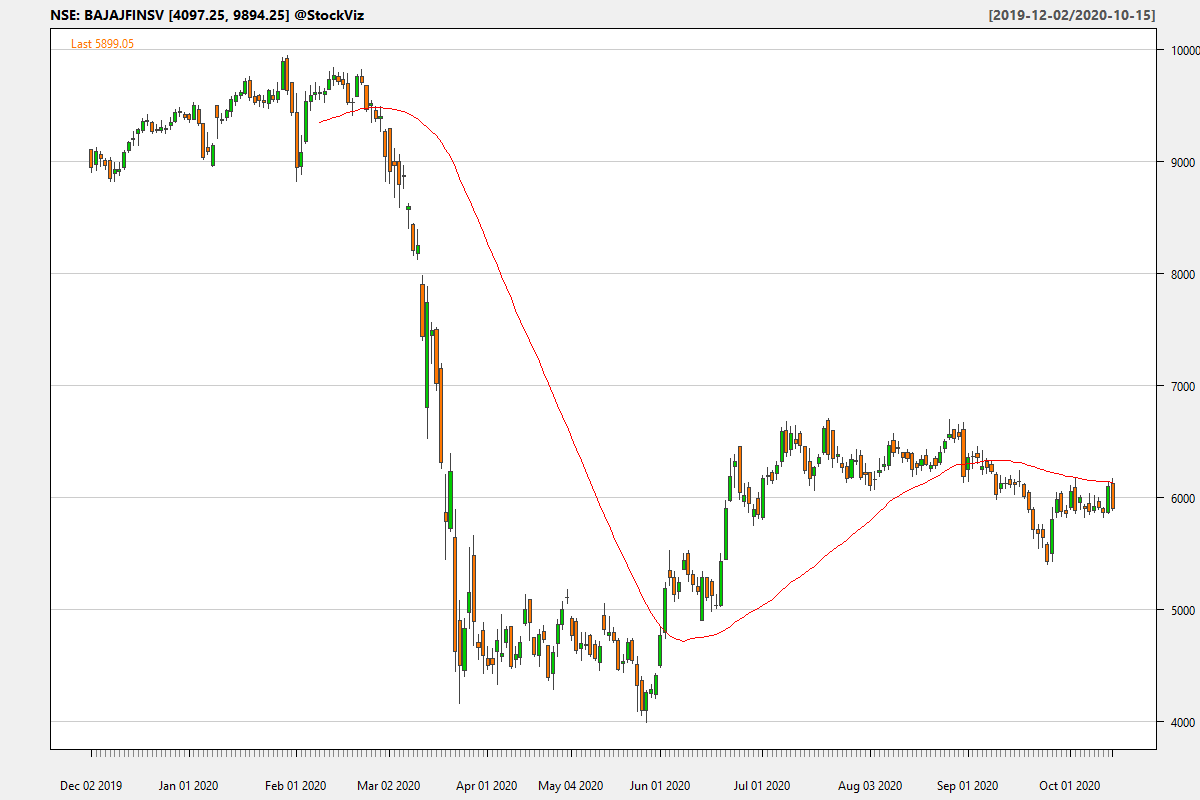 NSE: BAJAJFINSV [4097.25, 9894.25] @StockViz [2019-12-02/2020-10-15]
Last 5899.05
10000
9000
8000
7000
6000
5000
4000
Dec 02 2019 Jan 01 2020 Feb 01 2020 Mar 02 2020 Apr 01 2020 May 04 2020 Jun 01 2020 Jul 01 2020 Aug 03 2020 Sep 01 2020 Oct 01 2020